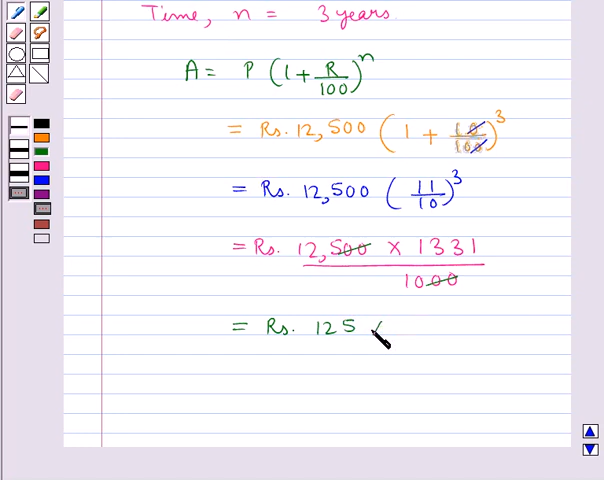 Time, n = 3 years.
A = P (1 + R/100)^n
= Rs. 12,500 (1 + 10/100)^3
= Rs. 12,500 (11/10)^3
= Rs. 12,500 × 1331
1000
= Rs. 125